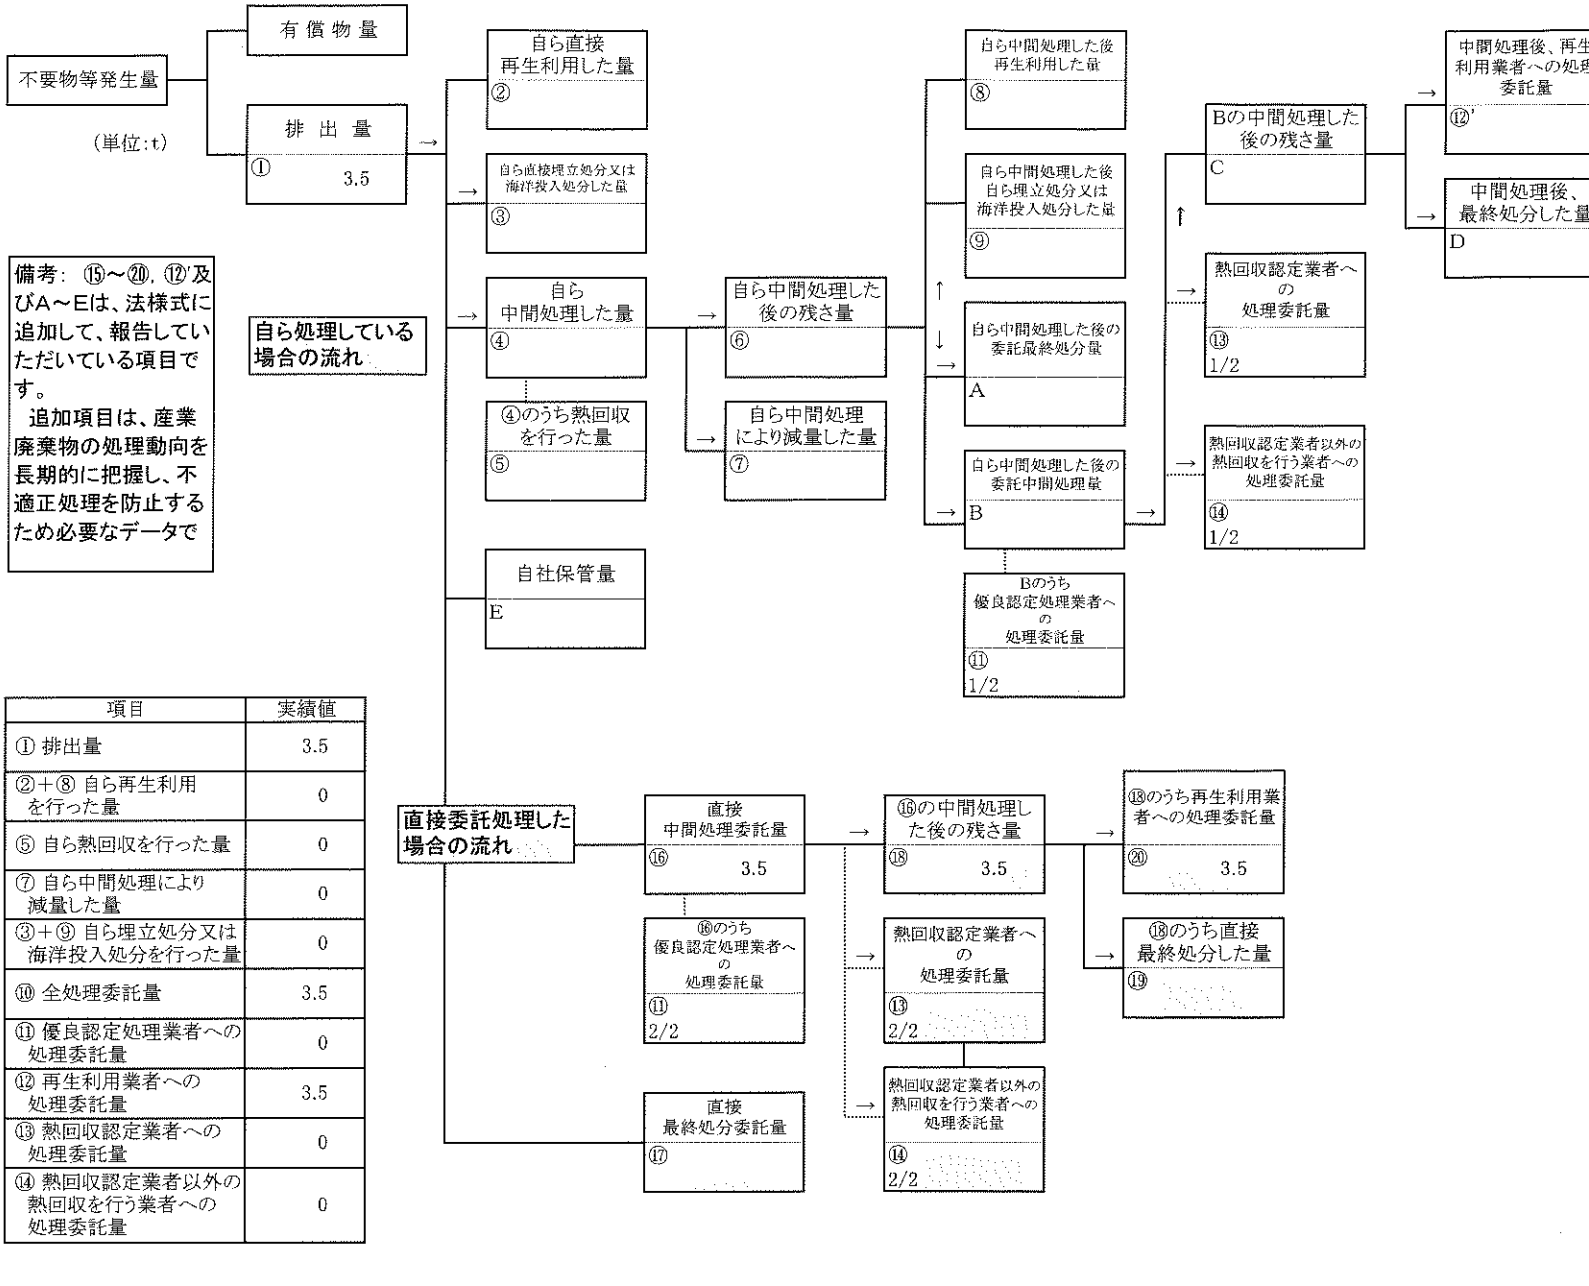 不要物等発生量
(単位:t)
有償物量
排出量
①
3.5
備考: ⑮～⑳, ⑫'及
びA～Eは、法様式に
追加して、報告してい
ただいている項目で
す。
追加項目は、産業
廃棄物の処理動向を
長期的に把握し、不
適正処理を防止する
ため必要なデータで
自ら処理している
場合の流れ
→
自ら直接
再生利用した量
②
→
自ら直接埋立処分又は
海洋投入処分した量
③
→
自ら
中間処理した量
④
④のうち熱回収
を行った量
⑤
自社保管量
E
→
自ら中間処理した
後の残さ量
⑥
→
自ら中間処理
により減量した量
⑦
自ら中間処理した後
再生利用した量
⑧
自ら中間処理した後
自ら埋立処分又は
海洋投入処分した量
⑨
↑
↓
→
自ら中間処理した後の
委託最終処分量
A
→
自ら中間処理した後の
委託中間処理量
B
→
Bのうち
優良認定処理業者へ
の
処理委託量
⑪
1/2
↑
Bの中間処理した
後の残さ量
C
→
熱回収認定業者へ
の
処理委託量
⑬
1/2
→
熱回収認定業者以外の
熱回収を行う業者への
処理委託量
⑭
1/2
→
中間処理後、再生
利用業者への処理
委託量
⑫'
→
中間処理後、
最終処分した量
D
項目 実績値
① 排出量 3.5
②＋⑧ 自ら再生利用
を行った量 0
⑤ 自ら熱回収を行った量 0
⑦ 自ら中間処理により
減量した量 0
③＋⑨ 自ら埋立処分又は
海洋投入処分を行った量 0
⑩ 全処理委託量 3.5
⑪ 優良認定処理業者への
処理委託量 0
⑫ 再生利用業者への
処理委託量 3.5
⑬ 熱回収認定業者への
処理委託量 0
⑭ 熱回収認定業者以外の
熱回収を行う業者への
処理委託量 0
直接委託処理した
場合の流れ
直接
中間処理委託量
⑯ 3.5
⑯のうち
優良認定処理業者へ
の
処理委託量
⑪
2/2
直接
最終処分委託量
⑰
→
⑯の中間処理し
た後の残さ量
⑱ 3.5
→
熱回収認定業者へ
の
処理委託量
⑬
2/2
→
熱回収認定業者以外の
熱回収を行う業者への
処理委託量
⑭
2/2
→
⑱のうち再生利用業
者への処理委託量
⑳ 3.5
→
⑱のうち直接
最終処分した量
⑲